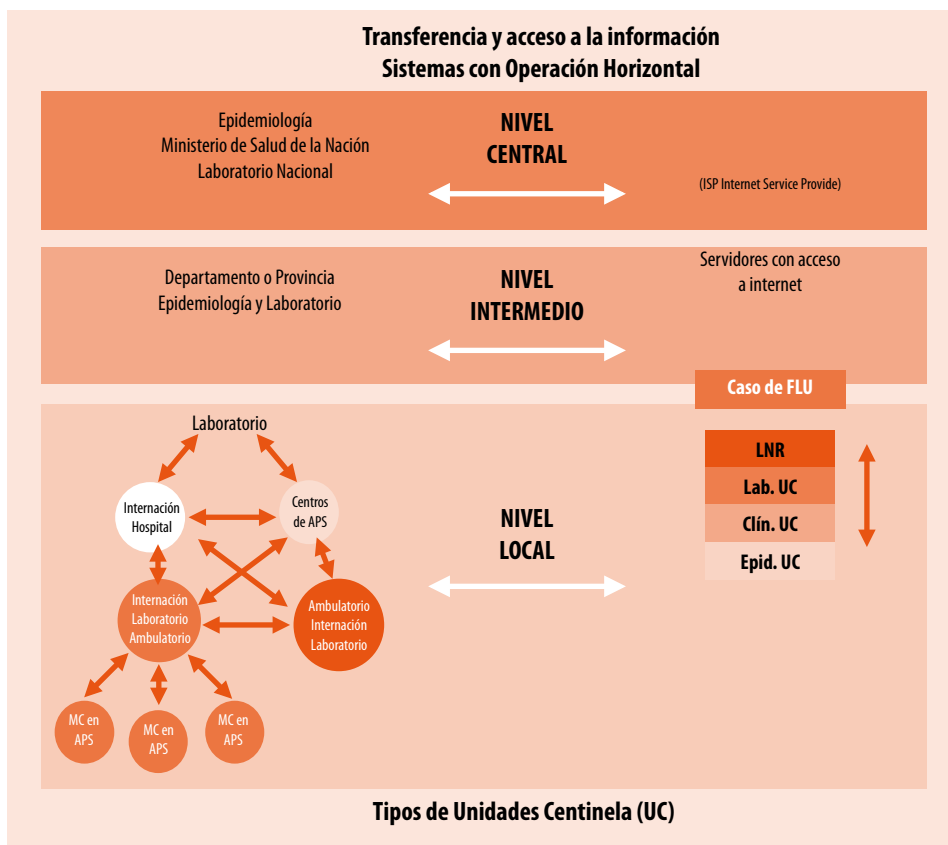 Transferencia y acceso a la información
Sistemas con Operación Horizontal
Epidemiología
Ministerio de Salud de la Nación
Laboratorio Nacional
NIVEL
CENTRAL
(ISP Internet Service Provide)
Departamento o Provincia
Epidemiología y Laboratorio
NIVEL
INTERMEDIO
Servidores con acceso
a internet
Caso de FLU
Laboratorio
Internación
Hospital
Centros
de APS
Internación
Laboratorio
Ambulatorio
Ambulatorio
Internación
Laboratorio
MC en
APS
MC en
APS
MC en
APS
NIVEL
LOCAL
LNR
Lab. UC
Clín. UC
Epid. UC
Tipos de Unidades Centinela (UC)